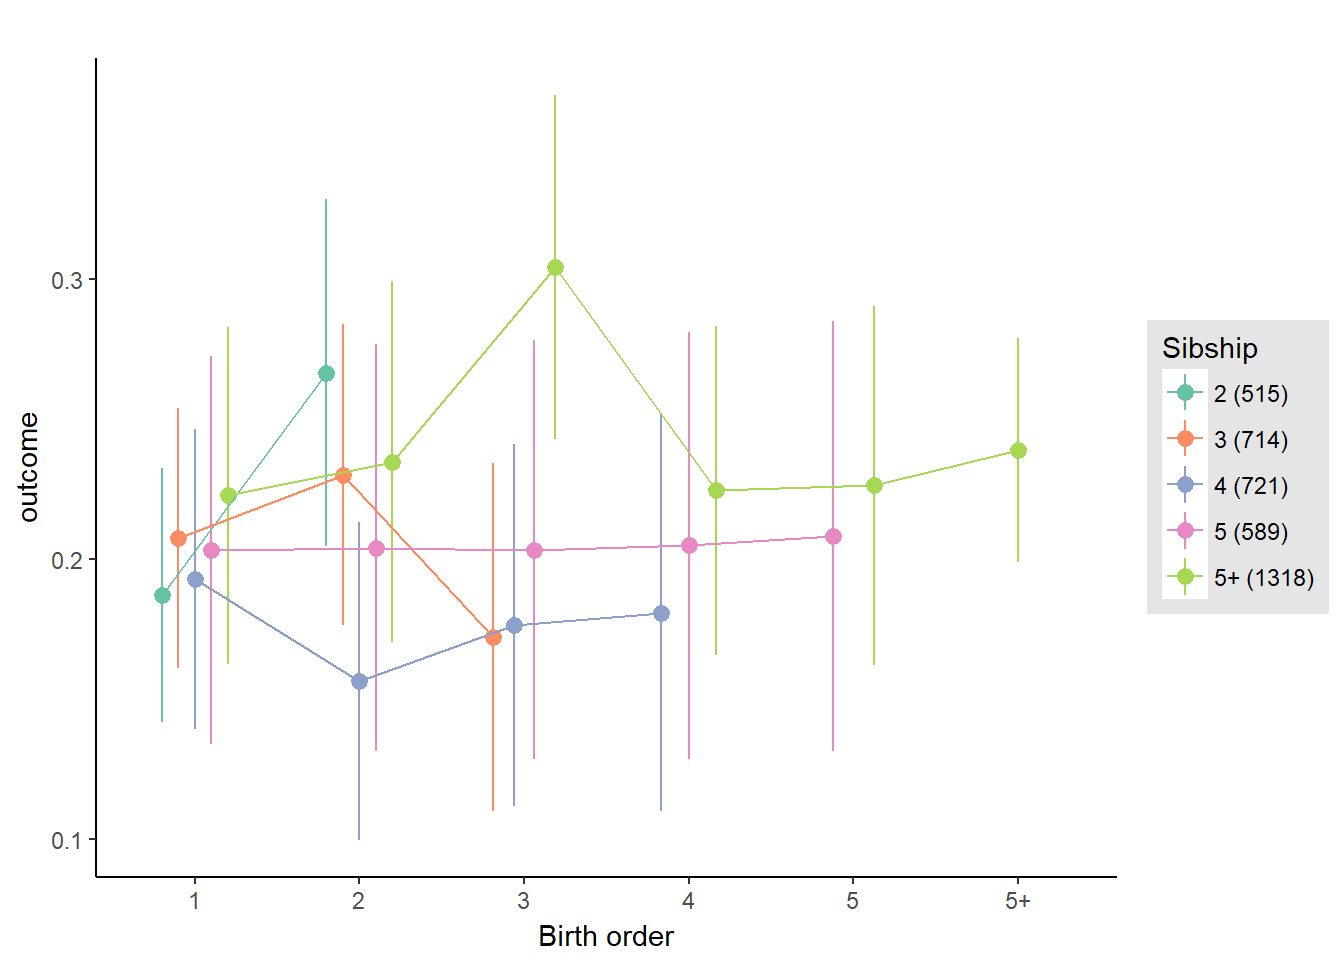 outcome
0.3
0.2
0.1
1 2 3 4 5 5+
Birth order
Sibship
2 (515)
3 (714)
4 (721)
5 (589)
5+ (1318)